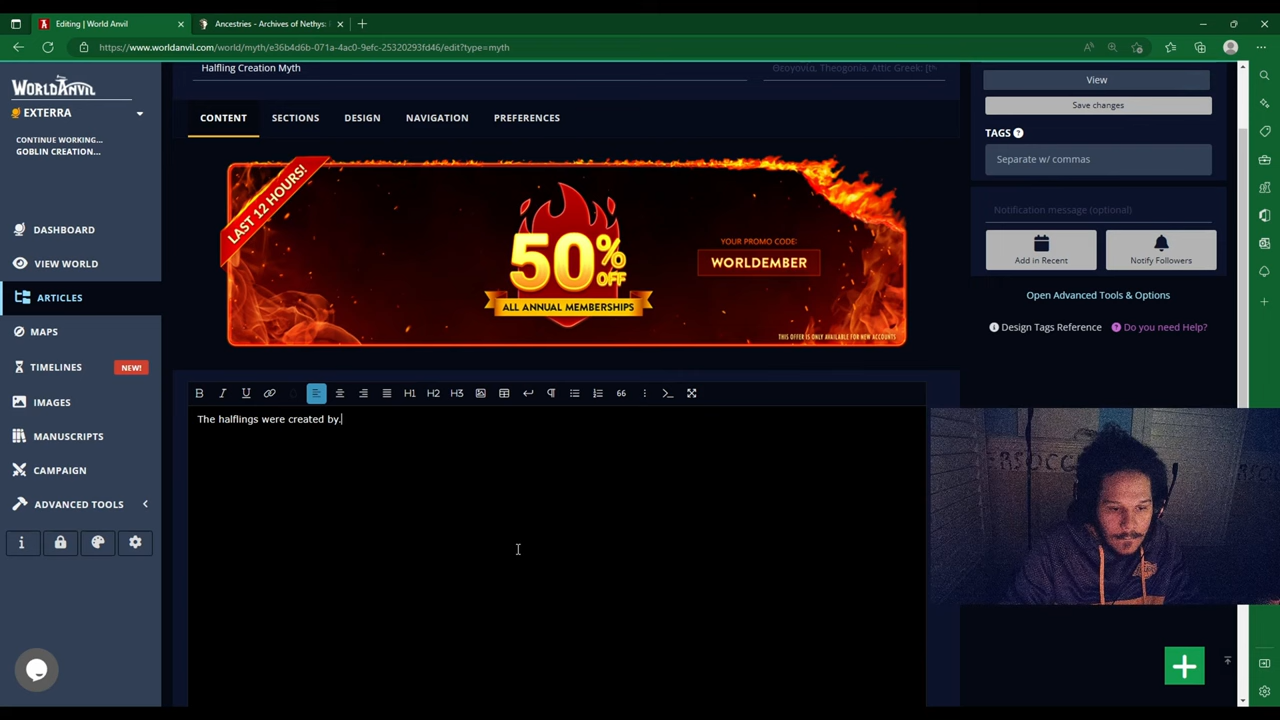 Editing | World Anvil
Ancestries - Archives of Nethys:
https://www.worldanvil.com/world/myth/e36b4d6b-071a-4ac0-9efc-25320293fd46/edit?type=myth
WORLDANVIL
EXTERRA
CONTINUE WORKING...
GOBLIN CREATION...
DASHBOARD
VIEW WORLD
ARTICLES
MAPS
TIMELINES
NEW!
IMAGES
MANUSCRIPTS
CAMPAIGN
ADVANCED TOOLS
Halfling Creation Myth
Θεογονία, Theogonia, Attic Greek: [tʰ
CONTENT
SECTIONS
DESIGN
NAVIGATION
PREFERENCES
LAST 12 HOURS!
50% OFF
ALL ANNUAL MEMBERSHIPS
YOUR PROMO CODE:
WORLDEMBER
THIS OFFER IS ONLY AVAILABLE FOR NEW ACCOUNTS
B I U H1 H2 H3 66
The halflings were created by.
View
Save changes
TAGS
Separate w/ commas
Notification message (optional)
Add in Recent
Notify Followers
Open Advanced Tools & Options
Design Tags Reference
Do you need Help?